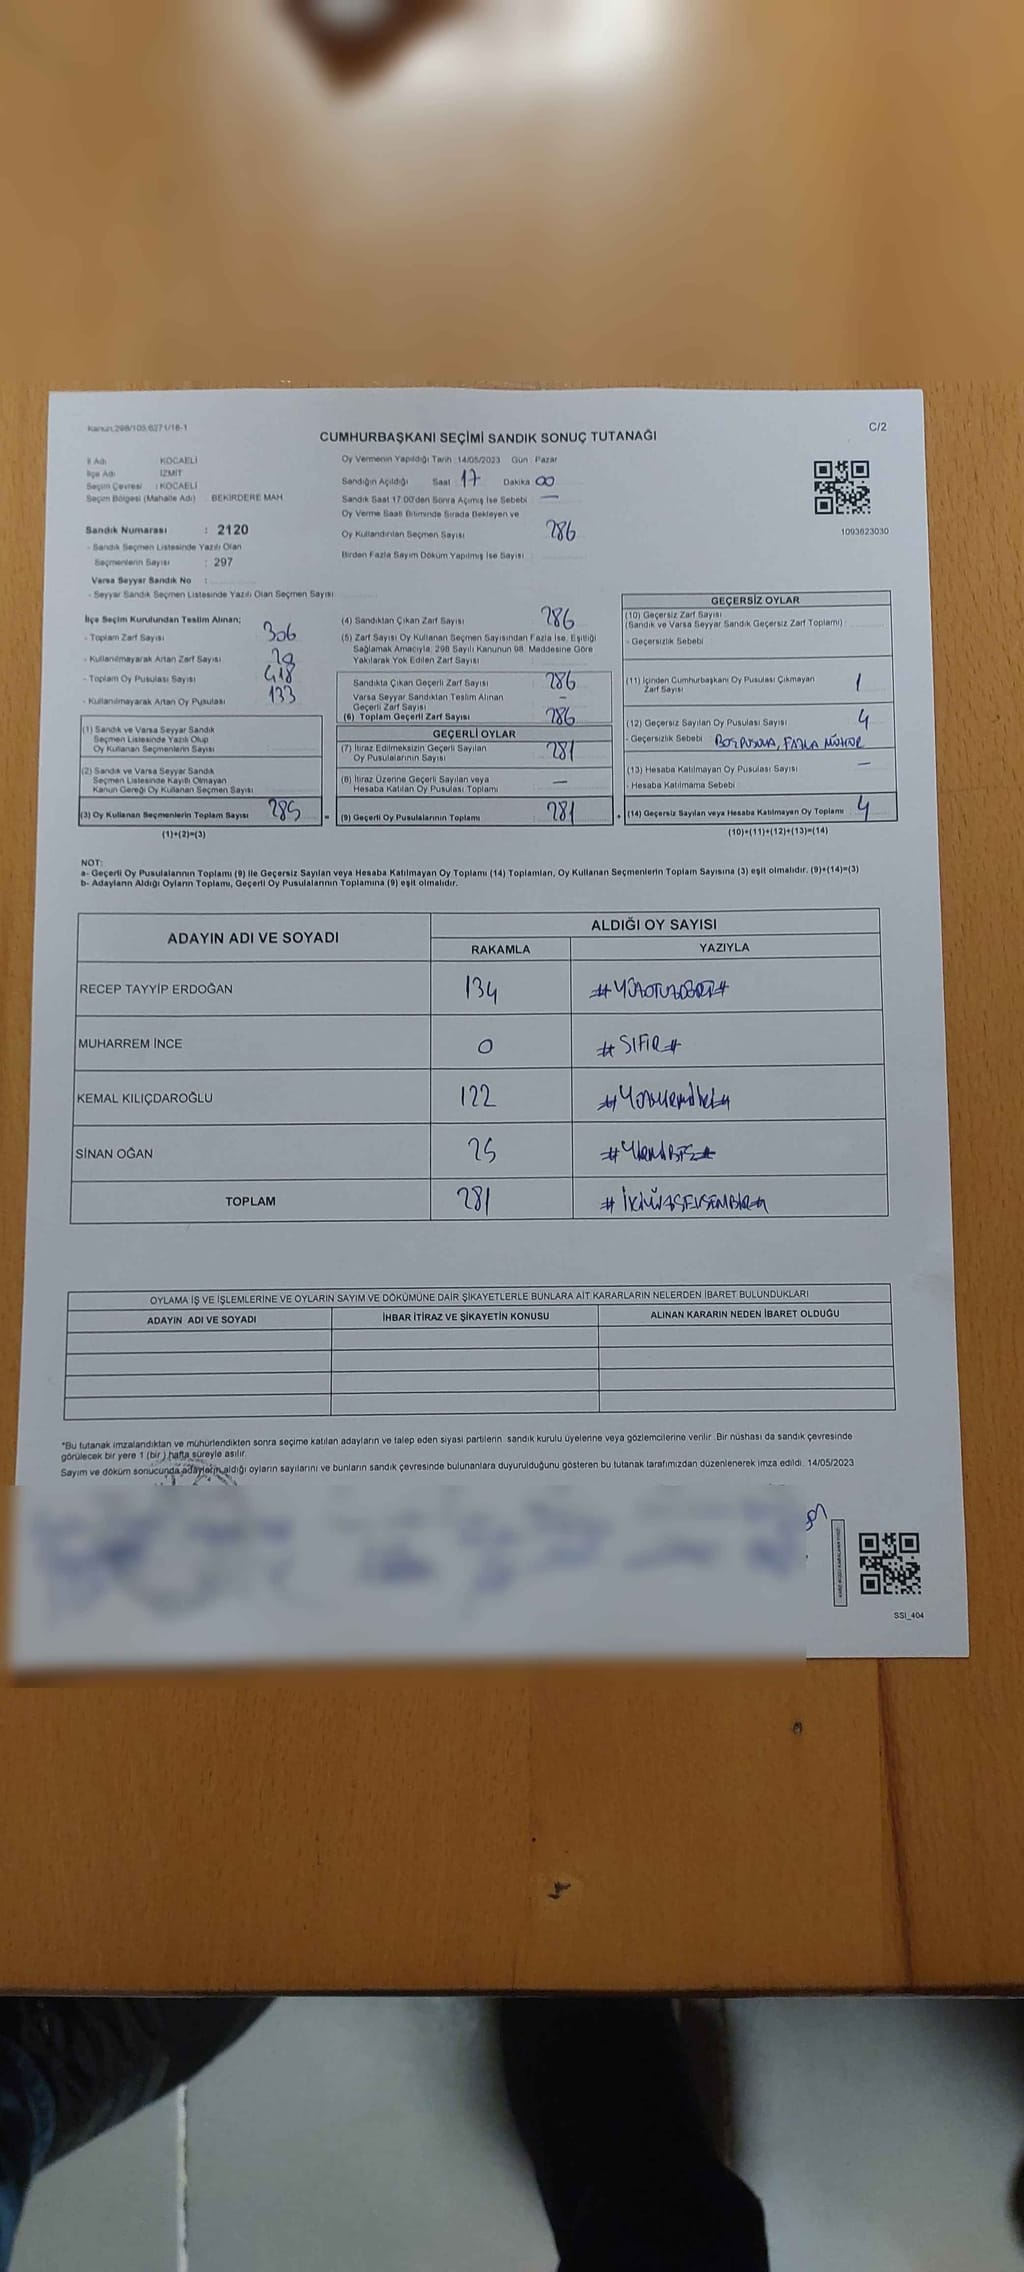 Kanun:298/105,6271/16-1
CUMHURBAŞKANI SEÇİMİ SANDIK SONUÇ TUTANAĞI
C/2
İl Adı : KOCAELİ
İlçe Adı : İZMİT
Seçim Çevresi : KOCAELİ
Seçim Bölgesi (Mahalle Adı) : BEKİRDERE MAH
Sandık Numarası : 2120
- Sandık Seçmen Listesinde Yazılı Olan
Seçmenlerin Sayısı : 297
Varsa Seyyar Sandık No :
- Seyyar Sandık Seçmen Listesinde Yazılı Olan Seçmen Sayısı :
Oy Vermenin Yapıldığı Tarih :14/05/2023 Gün : Pazar
Sandığın Açıldığı Saat 17 Dakika 00
Sandık Saat 17.00'den Sonra Açılmış İse Sebebi : —
Oy Verme Saati Bitiminde Sırada Bekleyen ve
Oy Kullandırılan Seçmen Sayısı : 286
Birden Fazla Sayım Döküm Yapılmış İse Sayısı :
1093623030
İlçe Seçim Kurulundan Teslim Alınan;
- Toplam Zarf Sayısı : 306
- Kullanılmayarak Artan Zarf Sayısı :
- Toplam Oy Pusulası Sayısı : 418
- Kullanılmayarak Artan Oy Pusulası : 133
(1) Sandık ve Varsa Seyyar Sandık
Seçmen Listesinde Yazılı Olup
Oy Kullanan Seçmenlerin Sayısı :
(2) Sandık ve Varsa Seyyar Sandık
Seçmen Listesinde Kayıtlı Olmayan
Kanun Gereği Oy Kullanan Seçmen Sayısı :
(3) Oy Kullanan Seçmenlerin Toplam Sayısı : 285
(1)+(2)=(3)
(4) Sandıktan Çıkan Zarf Sayısı : 286
(5) Zarf Sayısı Oy Kullanan Seçmen Sayısından Fazla İse, Eşitliği
Sağlamak Amacıyla, 298 Sayılı Kanunun 98. Maddesine Göre
Yakılarak Yok Edilen Zarf Sayısı :
Sandıkta Çıkan Geçerli Zarf Sayısı : 286
Varsa Seyyar Sandıktan Teslim Alınan
Geçerli Zarf Sayısı : —
(6) Toplam Geçerli Zarf Sayısı : 286
GEÇERLİ OYLAR
(7) İtiraz Edilmeksizin Geçerli Sayılan
Oy Pusulalarının Sayısı : 281
(8) İtiraz Üzerine Geçerli Sayılan veya
Hesaba Katılan Oy Pusulası Toplamı : —
= (9) Geçerli Oy Pusulalarının Toplamı : 281
GEÇERSİZ OYLAR
(10) Geçersiz Zarf Sayısı
(Sandık ve Varsa Seyyar Sandık Geçersiz Zarf Toplamı) :
- Geçersizlik Sebebi :
(11) İçinden Cumhurbaşkanı Oy Pusulası Çıkmayan
Zarf Sayısı : 1
(12) Geçersiz Sayılan Oy Pusulası Sayısı : 4
- Geçersizlik Sebebi : BOŞ PUSULA, FAZLA MÜHÜR
(13) Hesaba Katılmayan Oy Pusulası Sayısı : —
- Hesaba Katılmama Sebebi :
+ (14) Geçersiz Sayılan veya Hesaba Katılmayan Oy Toplamı : 4
(10)+(11)+(12)+(13)=(14)
NOT:
a- Geçerli Oy Pusulalarının Toplamı (9) ile Geçersiz Sayılan veya Hesaba Katılmayan Oy Toplamı (14) Toplamları, Oy Kullanan Seçmenlerin Toplam Sayısına (3) eşit olmalıdır. (9)+(14)=(3)
b- Adayların Aldığı Oyların Toplamı, Geçerli Oy Pusulalarının Toplamına (9) eşit olmalıdır.
ADAYIN ADI VE SOYADI
ALDIĞI OY SAYISI
RAKAMLA YAZIYLA
RECEP TAYYİP ERDOĞAN 134 #YÜZOTUZDÖRT#
MUHARREM İNCE 0 #SIFIR#
KEMAL KILIÇDAROĞLU 122 #Yüzyirmiiki#
SİNAN OĞAN 25 #YİRMİBEŞ#
TOPLAM 281 #İKİYÜZSEKSENBİR#
OYLAMA İŞ VE İŞLEMLERİNE VE OYLARIN SAYIM VE DÖKÜMÜNE DAİR ŞİKAYETLERLE BUNLARA AİT KARARLARIN NELERDEN İBARET BULUNDUKLARI
ADAYIN ADI VE SOYADI İHBAR İTİRAZ VE ŞİKAYETİN KONUSU ALINAN KARARIN NEDEN İBARET OLDUĞU
*Bu tutanak imzalandıktan ve mühürlendikten sonra seçime katılan adayların ve talep eden siyasi partilerin sandık kurulu üyelerine veya gözlemcilerine verilir. Bir nüshası da sandık çevresinde
görülecek bir yere 1 (bir ) hafta süreyle asılır.
Sayım ve döküm sonucunda adayların aldığı oyların sayılarını ve bunların sandık çevresinde bulunanlara duyurulduğunu gösteren bu tutanak tarafımızdan düzenlenerek imza edildi. 14/05/2023
SSI_404